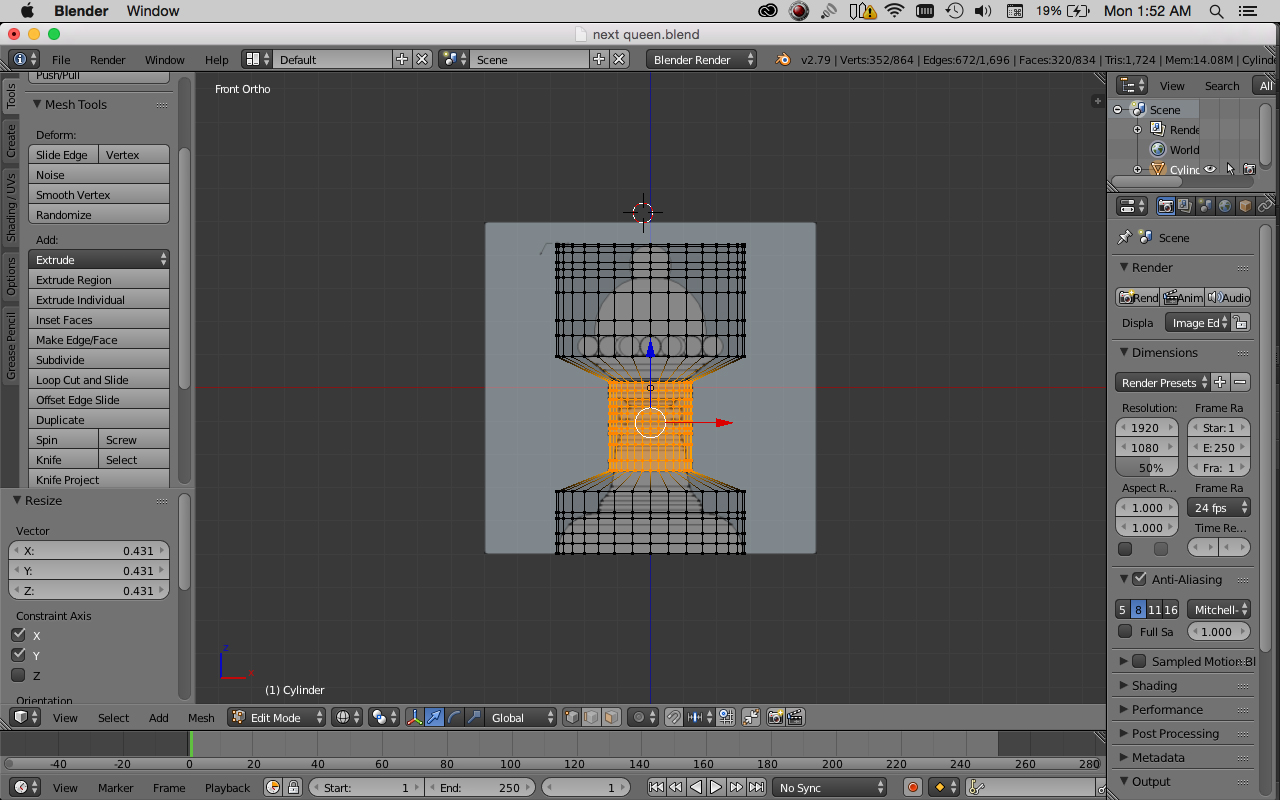 Blender Window 19% Mon 1:52 AM
next queen.blend
File Render Window Help Default Scene Blender Render v2.79 | Verts:352/864 | Edges:672/1,696 | Faces:320/834 | Tris:1,724 | Mem:14.08M | Cylinde
Tools
Create
Shading / UVs
Options
Grease Pencil
Push/Pull
Mesh Tools
Deform:
Slide Edge Vertex
Noise
Smooth Vertex
Randomize
Add:
Extrude
Extrude Region
Extrude Individual
Inset Faces
Make Edge/Face
Subdivide
Loop Cut and Slide
Offset Edge Slide
Duplicate
Spin Screw
Knife Select
Knife Project
Resize
Vector
X: 0.431
Y: 0.431
Z: 0.431
Constraint Axis
X
Y
Z
Orientation
Front Ortho
z
x
(1) Cylinder
View Select Add Mesh Edit Mode Global
-40 -20 0 20 40 60 80 100 120 140 160 180 200 220 240 260 280
View Marker Frame Playback Start: 1 End: 250 1 No Sync
View Search All
Scene
Rende
World
Cylind
Scene
Render
Rend Anim Audio
Displa Image Ed
Dimensions
Render Presets
Resolution: Frame Ra
1920 Star: 1
1080 E: 250
50% Fra: 1
Aspect R... Frame Ra
1.000 24 fps
1.000 Time Re...
Anti-Aliasing
5 8 11 16 Mitchell-
Full Sa 1.000
Sampled Motion Bl
Shading
Performance
Post Processing
Metadata
Output